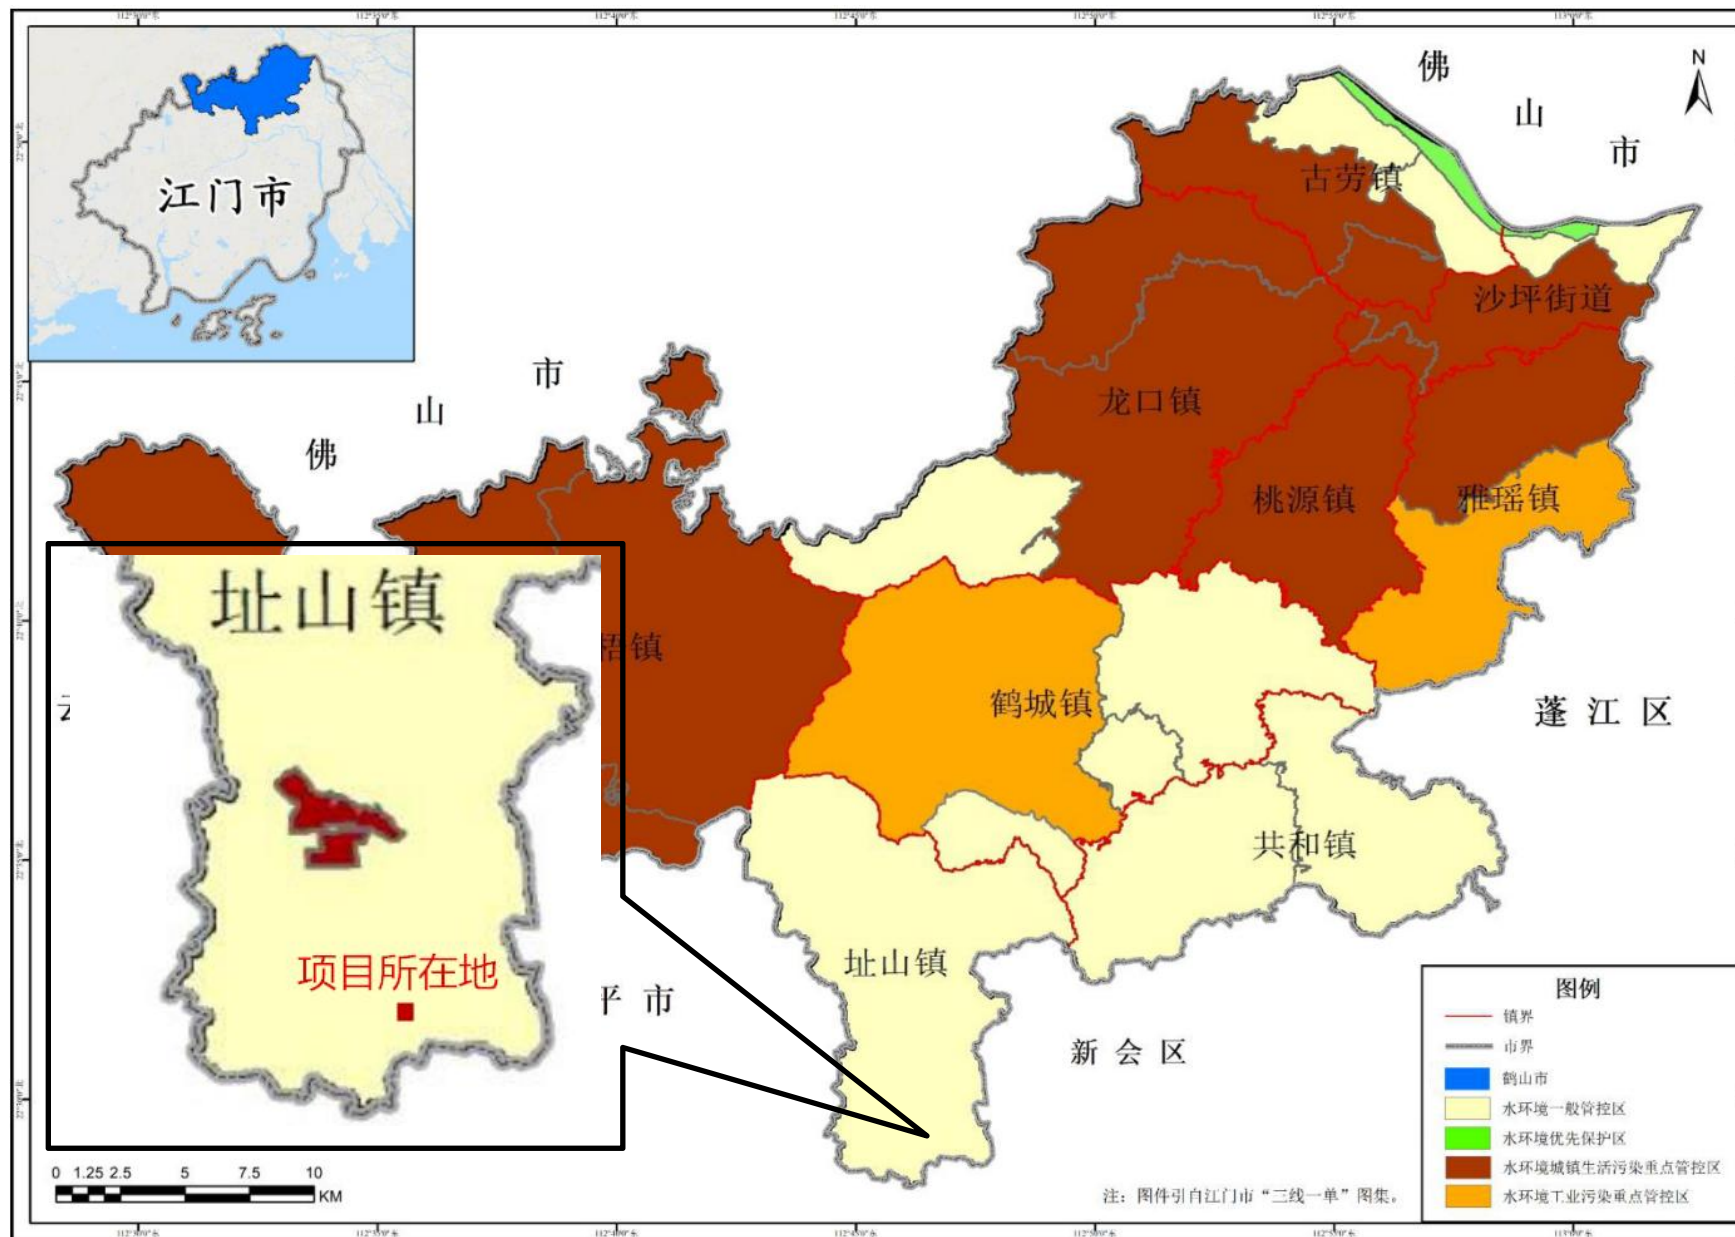 佛
山
市
N
江门市
古劳镇
沙坪街道
市
山
佛
龙口镇
桃源镇
雅瑶镇
址山镇
梧镇
鹤城镇
蓬江区
共和镇
址山镇
项目所在地
平市
新会区
图例
镇界
市界
鹤山市
水环境一般管控区
水环境优先保护区
水环境城镇生活污染重点管控区
水环境工业污染重点管控区
0 1.25 2.5 5 7.5 10
KM
注：图件引自江门市“三线一单”图集。